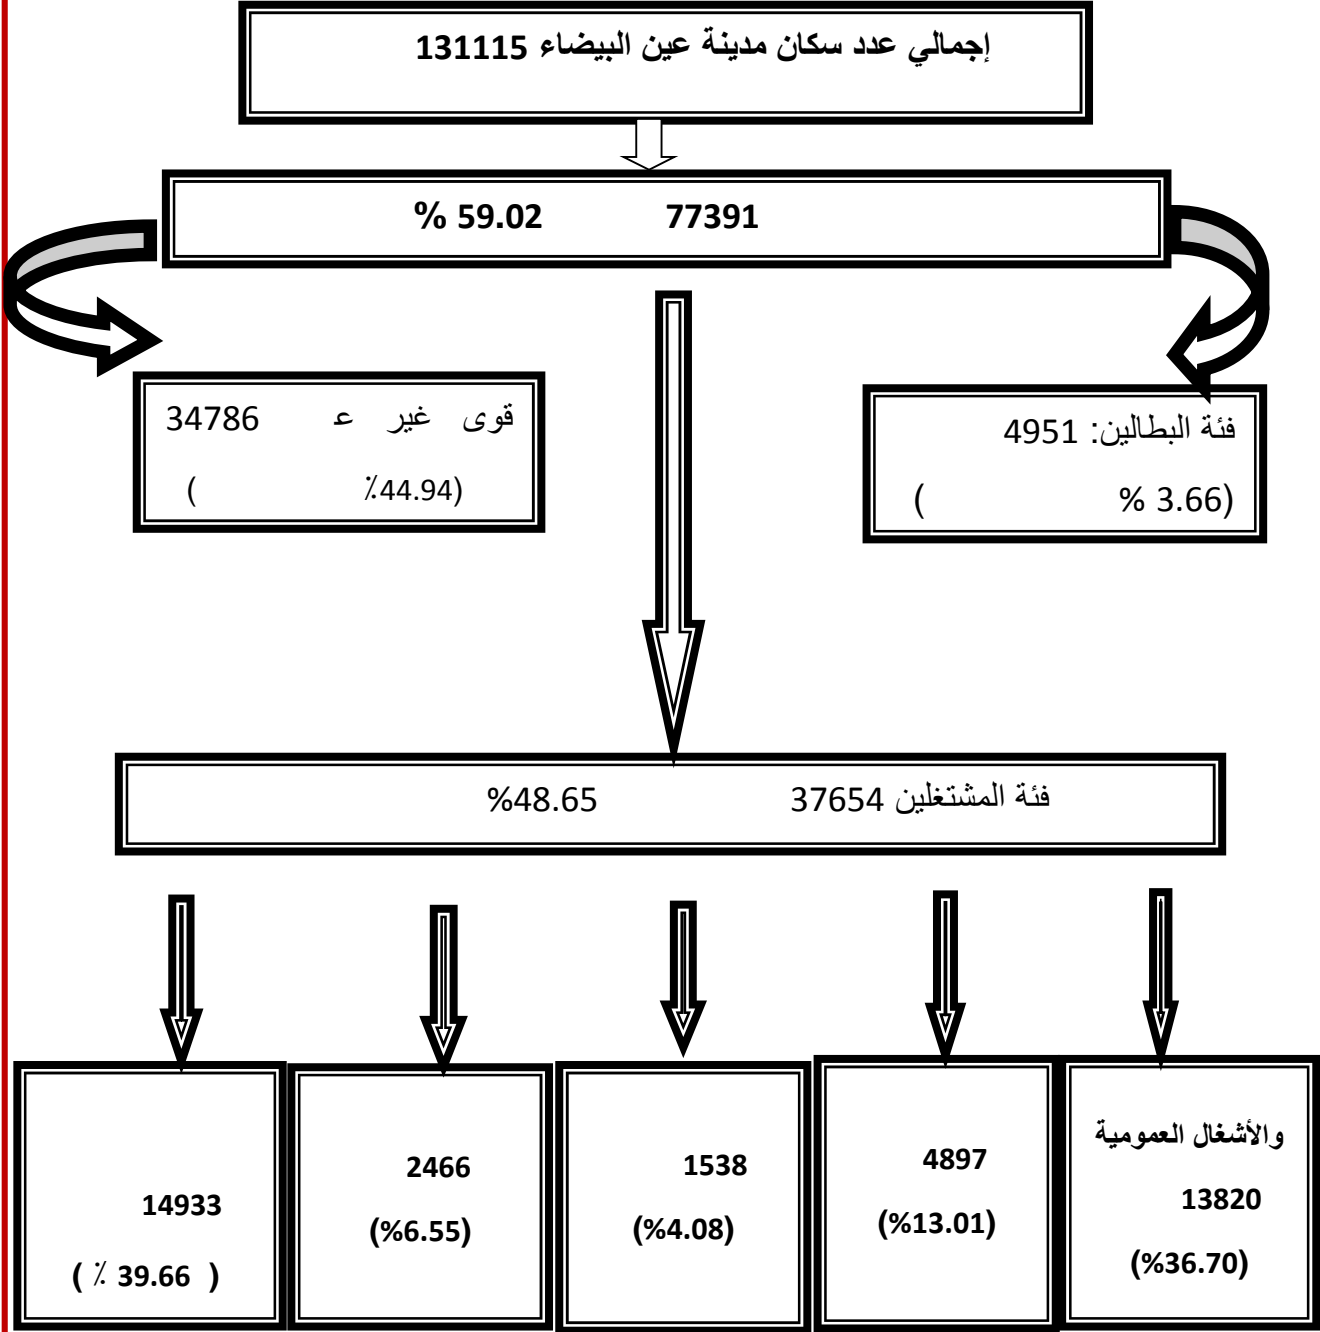 إجمالي عدد سكان مدينة عين البيضاء 131115
77391 59.02 %
فئة البطالين: 4951
(3.66 % )
قوى غير ع 34786
(44.94٪ )
فئة المشتغلين 37654 48.65%
والأشغال العمومية
13820
(%36.70)
4897
(%13.01)
1538
(%4.08)
2466
(%6.55)
14933
( 39.66 ٪ )